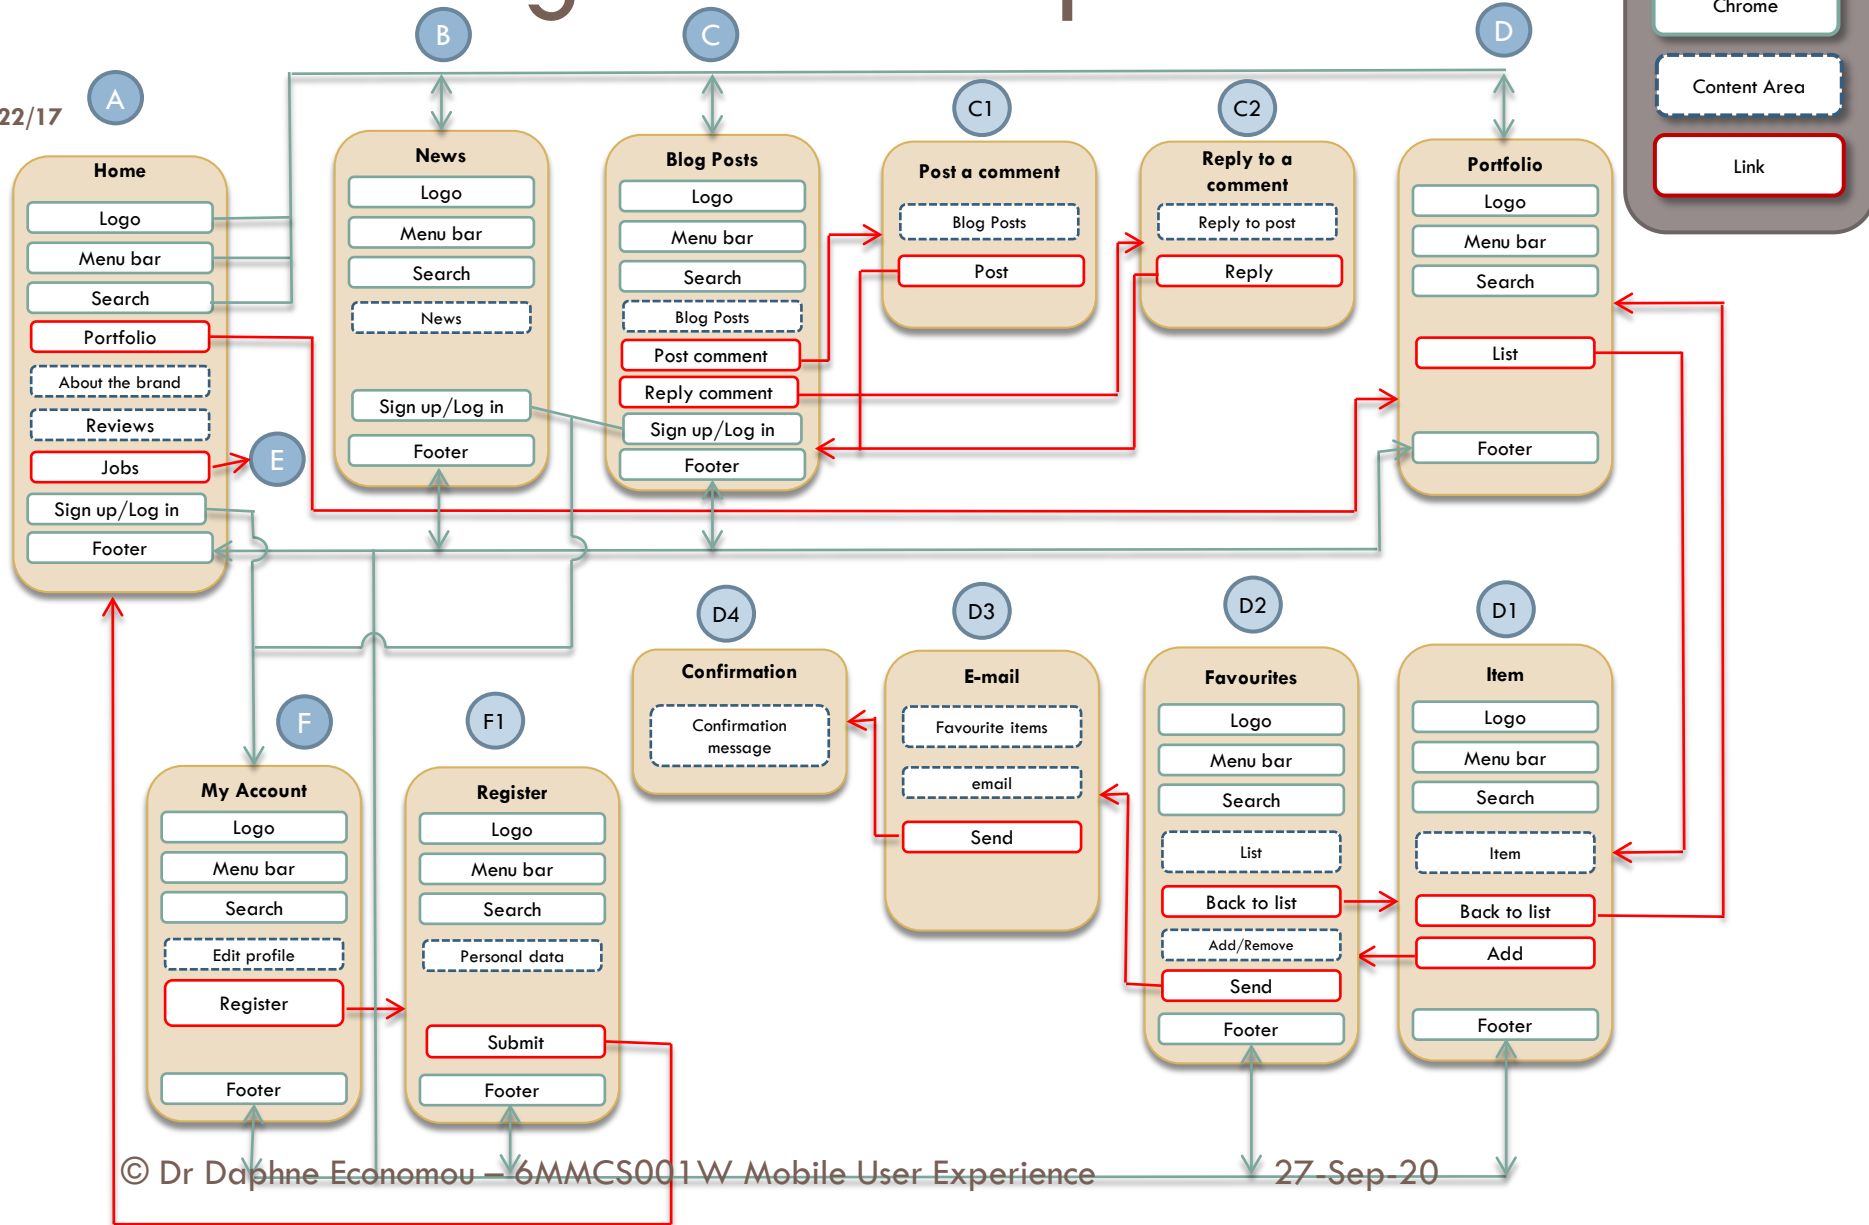 A
B
C
D
C1
C2
22/17
Chrome
Content Area
Link
Home
Logo
Menu bar
Search
Portfolio
About the brand
Reviews
Jobs
Sign up/Log in
Footer
E
News
Logo
Menu bar
Search
News
Sign up/Log in
Footer
Blog Posts
Logo
Menu bar
Search
Blog Posts
Post comment
Reply comment
Sign up/Log in
Footer
Post a comment
Blog Posts
Post
Reply to a
comment
Reply to post
Reply
Portfolio
Logo
Menu bar
Search
List
Footer
F
F1
D4
D3
D2
D1
My Account
Logo
Menu bar
Search
Edit profile
Register
Footer
Register
Logo
Menu bar
Search
Personal data
Submit
Footer
Confirmation
Confirmation
message
E-mail
Favourite items
email
Send
Favourites
Logo
Menu bar
Search
List
Back to list
Add/Remove
Send
Footer
Item
Logo
Menu bar
Search
Item
Back to list
Add
Footer
© Dr Daphne Economou – 6MMCS001W Mobile User Experience 27-Sep-20